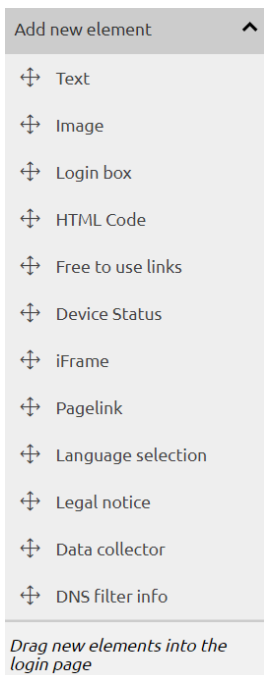 Add new element
Text
Image
Login box
HTML Code
Free to use links
Device Status
iFrame
Pagelink
Language selection
Legal notice
Data collector
DNS filter info
Drag new elements into the
login page